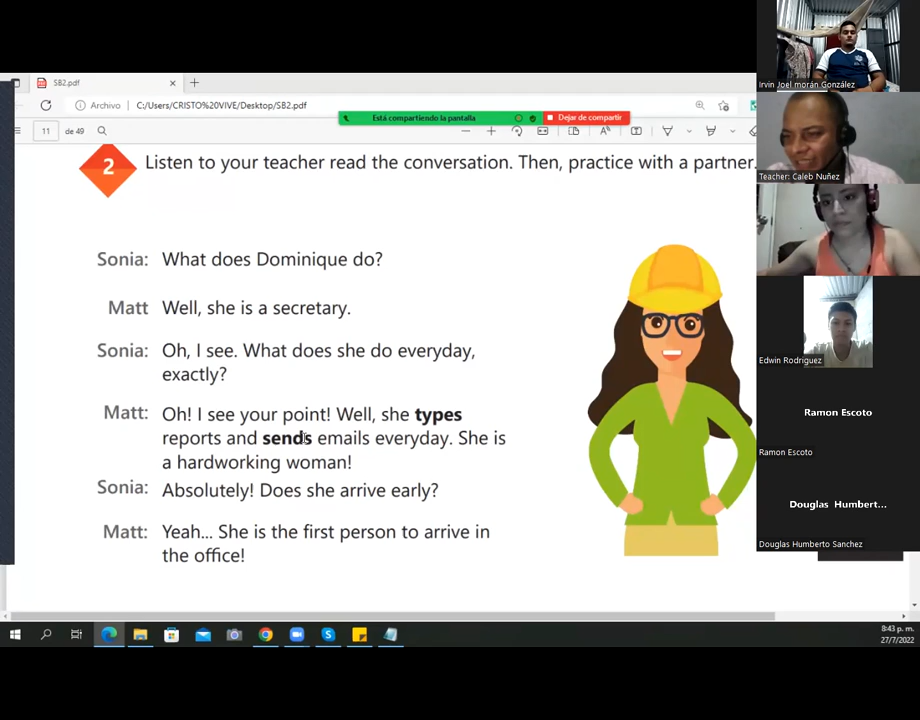 SB2.pdf
Archivo
C:/Users/CRISTO%20VIVE/Desktop/SB2.pdf
Está compartiendo la pantalla
Dejar de compartir
11
de 49
2
Listen to your teacher read the conversation. Then, practice with a partner.
Sonia: What does Dominique do?
Matt Well, she is a secretary.
Sonia: Oh, I see. What does she do everyday,
exactly?
Matt: Oh! I see your point! Well, she types
reports and sends emails everyday. She is
a hardworking woman!
Sonia: Absolutely! Does she arrive early?
Matt: Yeah... She is the first person to arrive in
the office!
Irvin Joel morán González
Teacher: Caleb Nuñez
Edwin Rodriguez
Ramon Escoto
Ramon Escoto
Douglas Humbert...
Douglas Humberto Sanchez
8:43 p. m.
27/7/2022